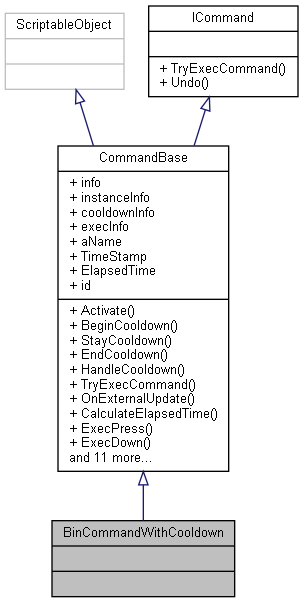 ScriptableObject
ICommand
+ TryExecCommand()
+ Undo()
CommandBase
+ info
+ instanceInfo
+ cooldownInfo
+ execInfo
+ aName
+ TimeStamp
+ ElapsedTime
+ id
+ Activate()
+ BeginCooldown()
+ StayCooldown()
+ EndCooldown()
+ HandleCooldown()
+ TryExecCommand()
+ OnExternalUpdate()
+ CalculateElapsedTime()
+ ExecPress()
+ ExecDown()
and 11 more...
BinCommandWithCooldown